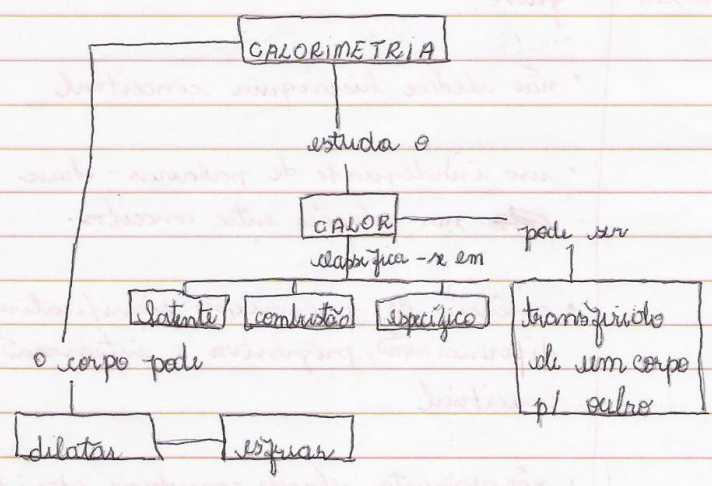 CALORIMETRIA
estuda o
CALOR
pode ser
classifica-se em
latente combustão específico
transferido
de um corpo
p/ outro
o corpo pode
dilatar esfriar